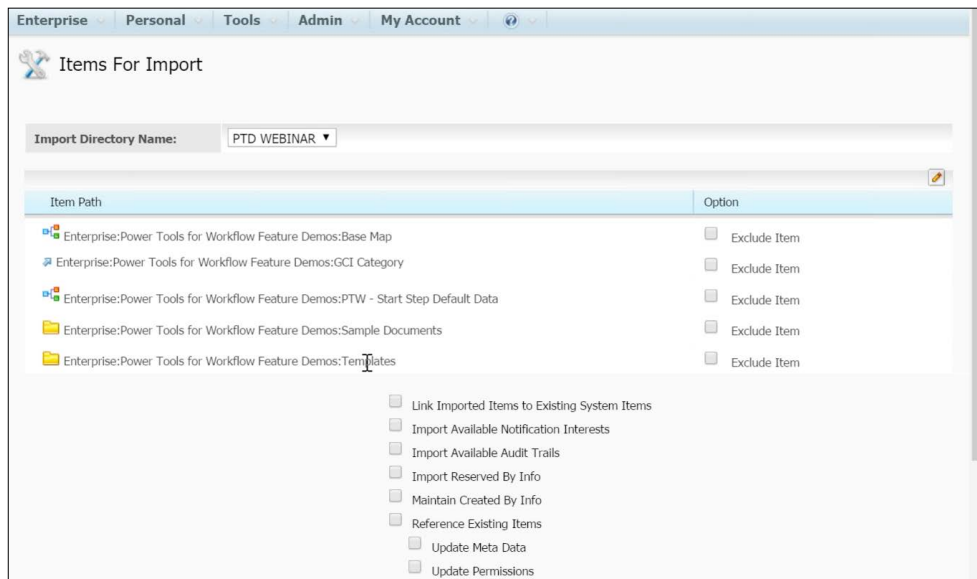 Enterprise Personal Tools Admin My Account
Items For Import
Import Directory Name: PTD WEBINAR
Item Path Option
Enterprise:Power Tools for Workflow Feature Demos:Base Map Exclude Item
Enterprise:Power Tools for Workflow Feature Demos:GCI Category Exclude Item
Enterprise:Power Tools for Workflow Feature Demos:PTW - Start Step Default Data Exclude Item
Enterprise:Power Tools for Workflow Feature Demos:Sample Documents Exclude Item
Enterprise:Power Tools for Workflow Feature Demos:Templates Exclude Item
Link Imported Items to Existing System Items
Import Available Notification Interests
Import Available Audit Trails
Import Reserved By Info
Maintain Created By Info
Reference Existing Items
Update Meta Data
Update Permissions